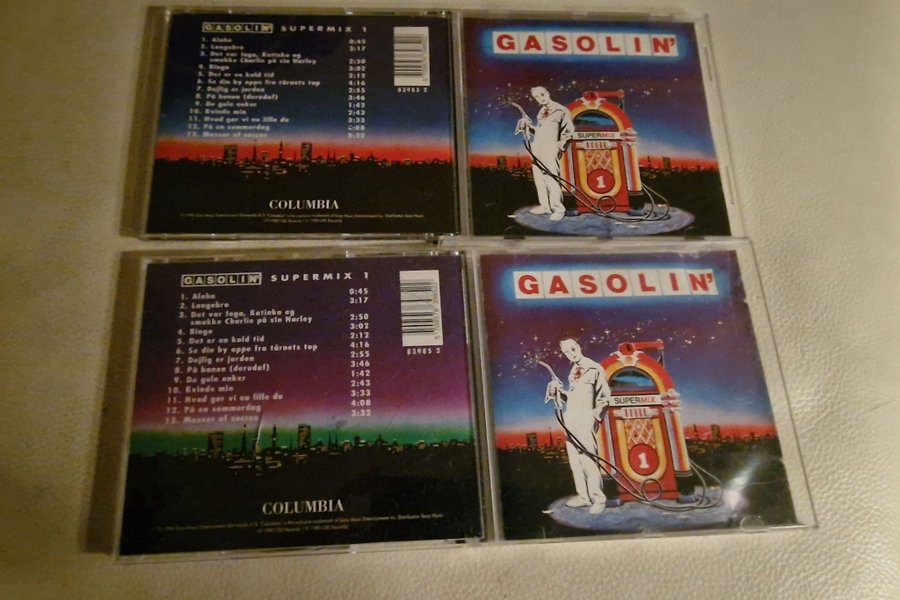 GASOLIN' SUPERMIX 1
1. Aloha 0:45
2. Langebro 3:17
3. Det var Inga, Katinka og
smukke Charlie på sin Harley 2:50
4. Bingo 3:02
5. Det er en kold tid 2:12
6. Se din by oppe fra tårnets top 4:16
7. Dejlig er jorden 2:55
8. På banen (derudaf) 3:46
9. De gule enker 1:42
10. Kvinde min 2:43
11. Hvad gør vi nu lille du 3:33
12. På en sommerdag 4:08
13. Masser af succes 3:32
03985 2
COLUMBIA
GASOLIN'
SUPERMIX
1
GASOLIN' SUPERMIX 1
1. Aloha 0:45
2. Langebro 3:17
3. Det var Inga, Katinka og
smukke Charlie på sin Harley 2:50
4. Bingo 3:02
5. Det er en kold tid 2:12
6. Se din by oppe fra tårnets top 4:16
7. Dejlig er jorden 2:55
8. På banen (derudaf) 3:46
9. De gule enker 1:42
10. Kvinde min 2:43
11. Hvad gør vi nu lille du 3:33
12. På en sommerdag 4:08
13. Masser af succes 3:32
03985 2
COLUMBIA
GASOLIN'
SUPERMIX
1